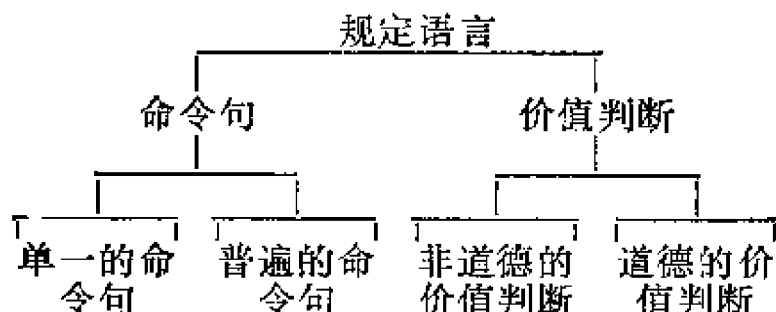 规定语言
命令句
价值判断
单一的命
令句
普遍的命
令句
非道德的
价值判断
道德的价
值判断